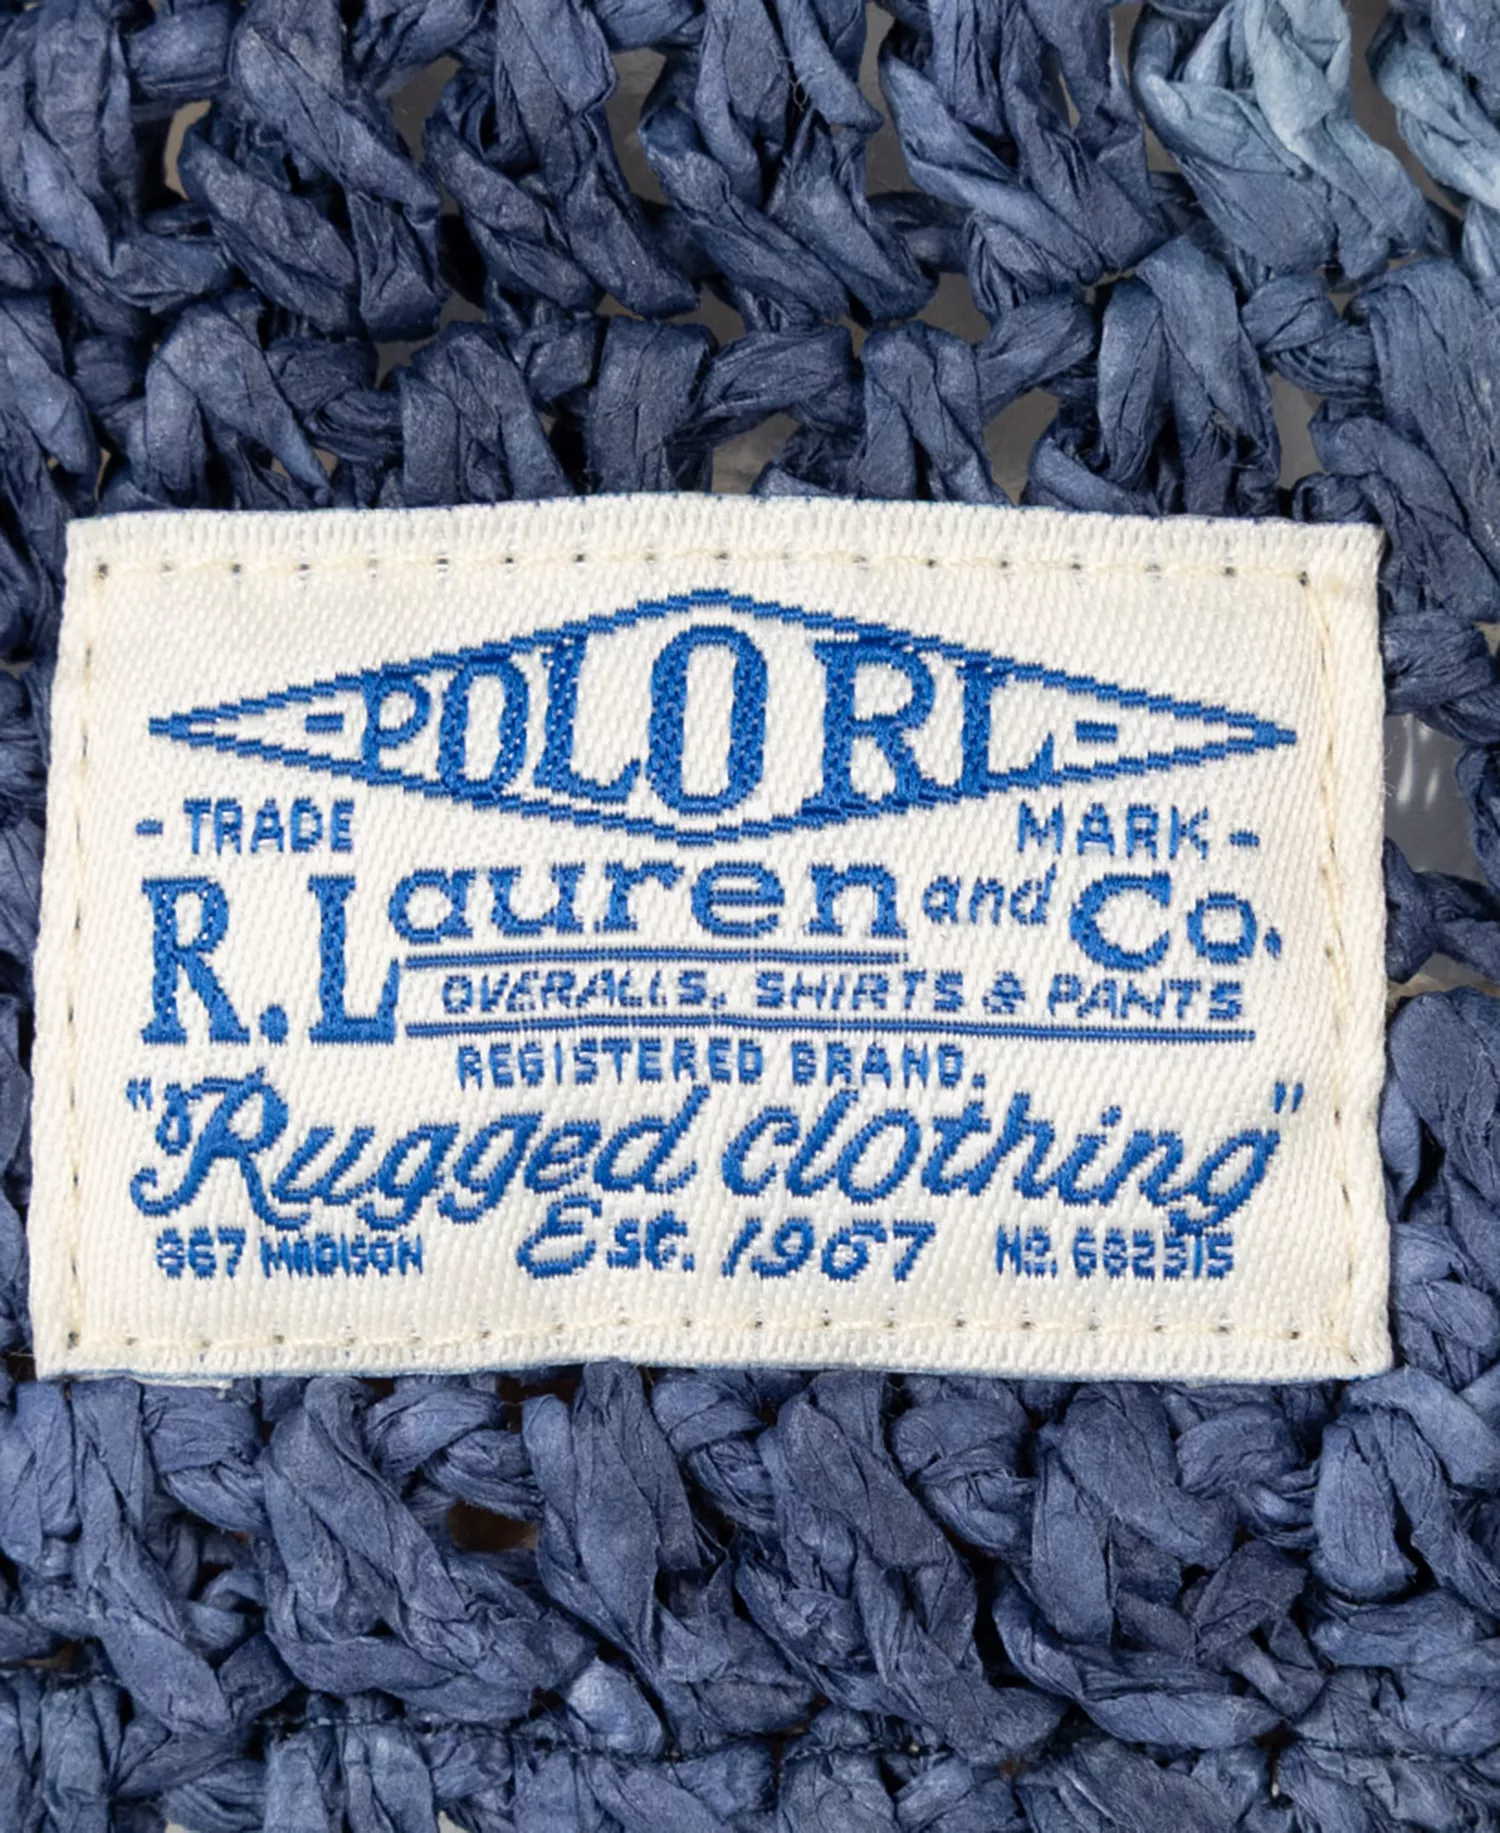 - POLO RL -
- TRADE MARK -
R. Lauren and Co.
OVERALLS, SHIRTS & PANTS
REGISTERED BRAND.
"Rugged clothing"
Est. 1967
867 MADISON No. 682315